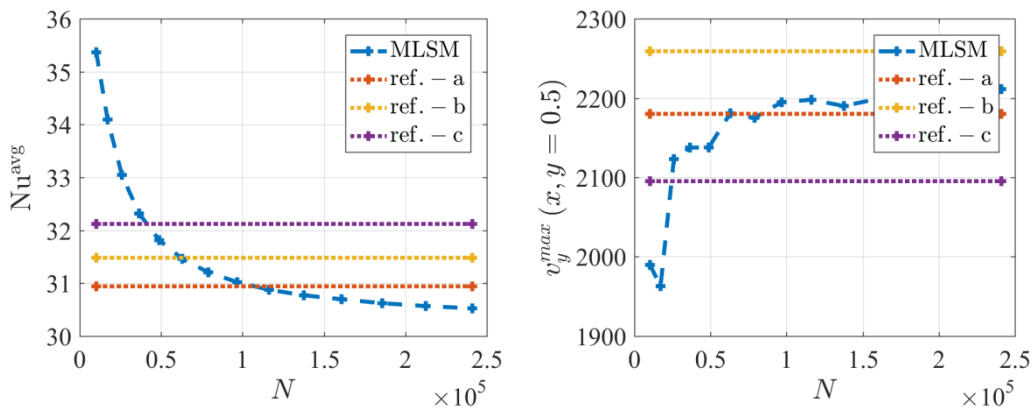 36
35
34
33
32
31
30
Nu^avg
0
0.5
1
1.5
2
2.5
×10^5
N
MLSM
ref. – a
ref. – b
ref. – c
2300
2200
2100
2000
1900
v_y^max (x, y = 0.5)
0
0.5
1
1.5
2
2.5
×10^5
N
MLSM
ref. – a
ref. – b
ref. – c